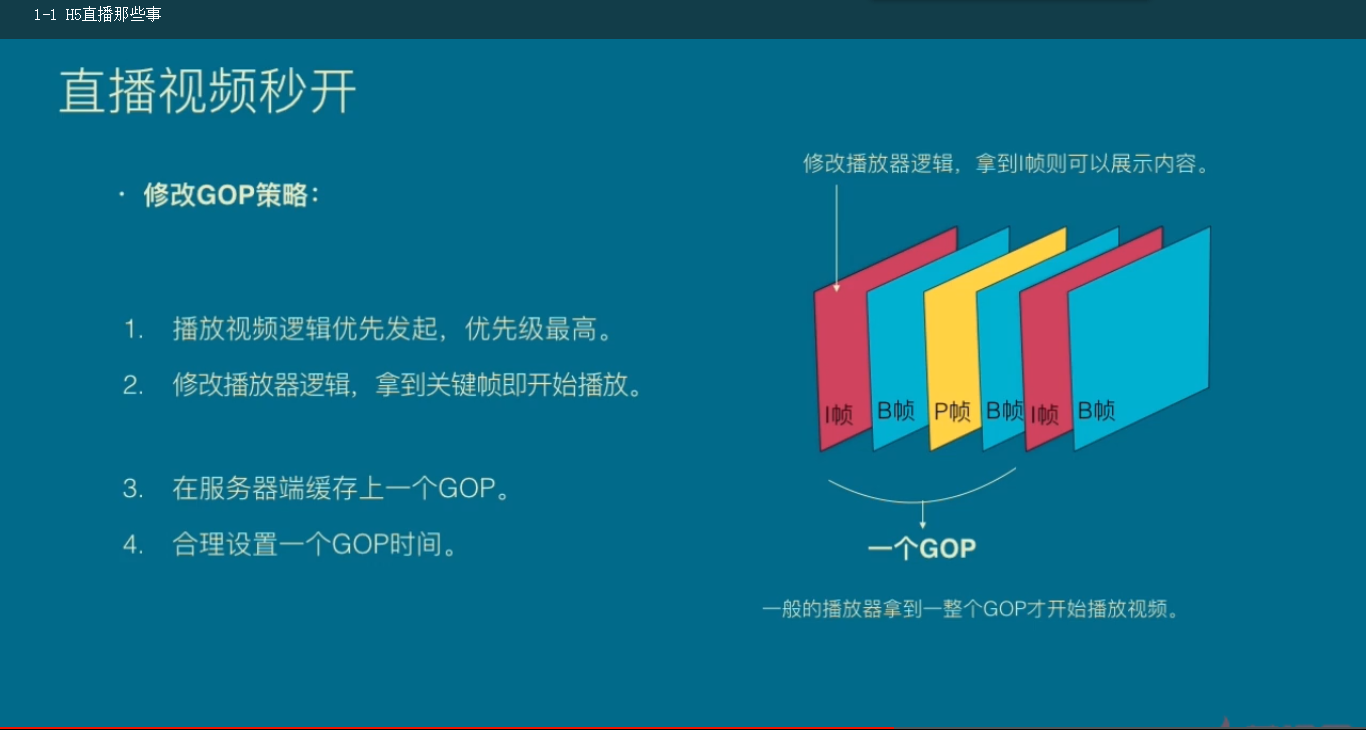 1-1 H5直播那些事
直播视频秒开
· 修改GOP策略：
1. 播放视频逻辑优先发起，优先级最高。
2. 修改播放器逻辑，拿到关键帧即开始播放。
3. 在服务器端缓存上一个GOP。
4. 合理设置一个GOP时间。
修改播放器逻辑，拿到I帧则可以展示内容。
I帧 B帧 P帧 B帧 I帧 B帧
一个GOP
一般的播放器拿到一整个GOP才开始播放视频。